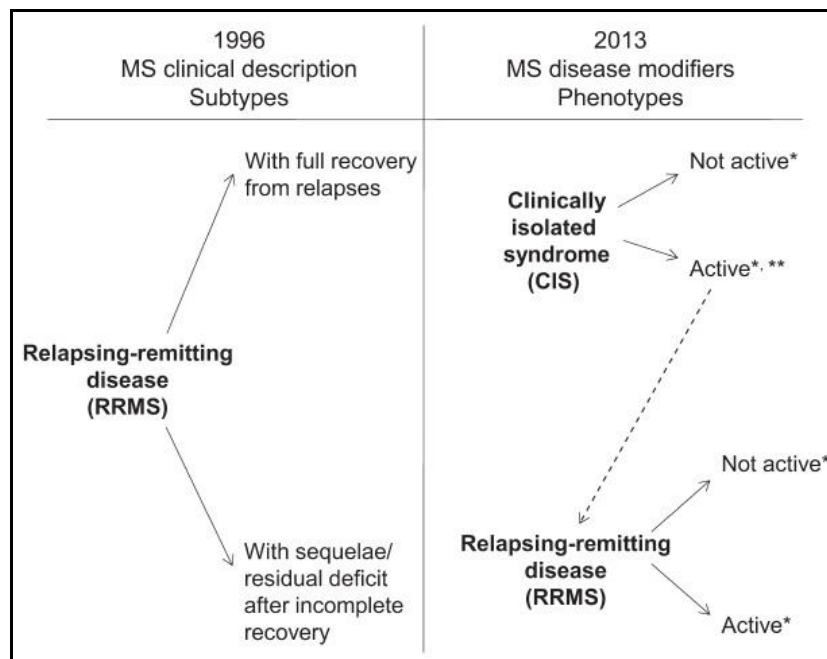 1996
MS clinical description
Subtypes
With full recovery
from relapses
Relapsing-remitting
disease
(RRMS)
With sequelae/
residual deficit
after incomplete
recovery
2013
MS disease modifiers
Phenotypes
Clinically
isolated
syndrome
(CIS)
Not active*
Active*, **
Relapsing-remitting
disease
(RRMS)
Not active*
Active*